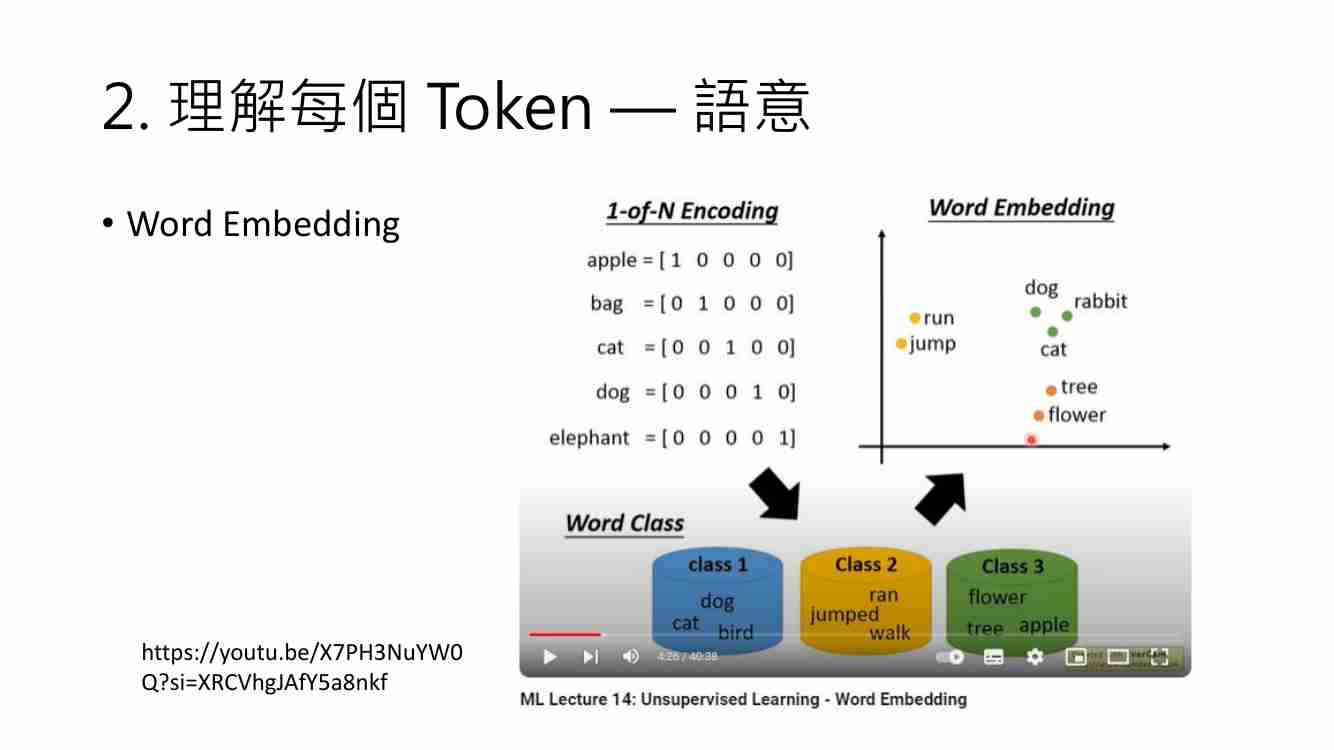 2. 理解每個 Token — 語意
• Word Embedding
1-of-N Encoding
apple = [ 1 0 0 0 0]
bag = [ 0 1 0 0 0]
cat = [ 0 0 1 0 0]
dog = [ 0 0 0 1 0]
elephant = [ 0 0 0 0 1]
Word Embedding
dog
rabbit
run
jump
cat
tree
flower
Word Class
class 1
dog
cat
bird
Class 2
ran
jumped
walk
Class 3
flower
tree apple
4:26 / 40:38
https://youtu.be/X7PH3NuYW0
Q?si=XRCVhgJAfY5a8nkf
ML Lecture 14: Unsupervised Learning - Word Embedding